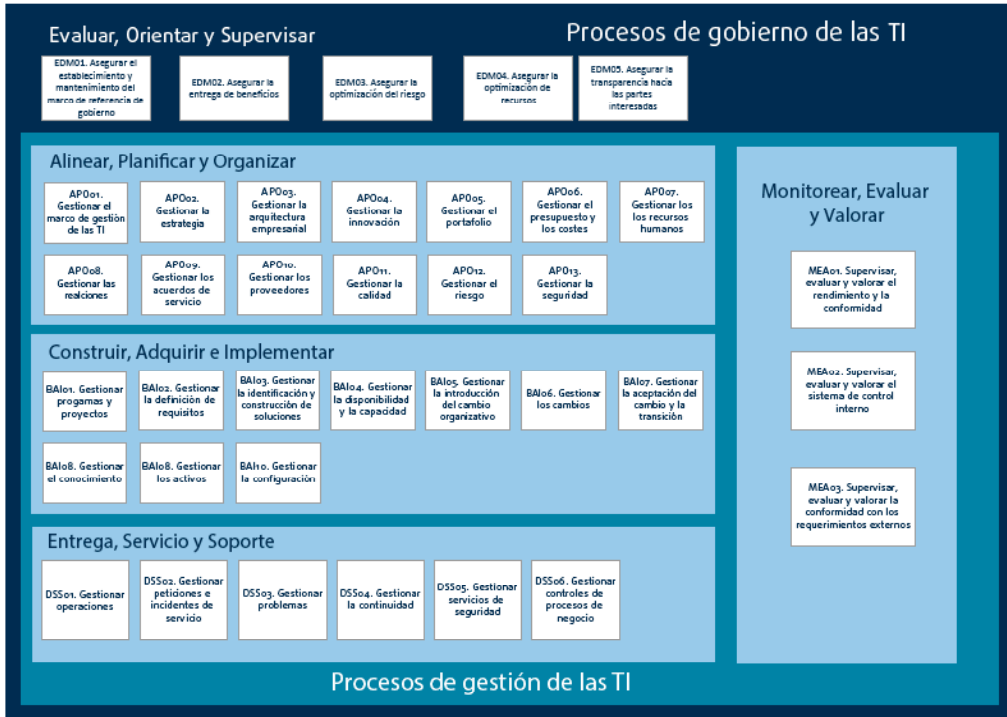 Evaluar, Orientar y Supervisar
Procesos de gobierno de las TI
EDM01. Asegurar el
establecimiento y
mantenimiento del
marco de referencia de
gobierno
EDM02. Asegurar la
entrega de beneficios
EDM03. Asegurar la
optimización del riesgo
EDM04. Asegurar la
optimización de
recursos
EDM05. Asegurar la
transparencia hacia
las partes
interesadas
Alinear, Planificar y Organizar
APO01.
Gestionar el
marco de gestión
de las TI
APO02.
Gestionar la
estrategia
APO03.
Gestionar la
arquitectura
empresarial
APO04.
Gestionar la
innovación
APO05.
Gestionar el
portafolio
APO06.
Gestionar el
presupuesto y
los costes
APO07.
Gestionar los
los recursos
humanos
APO08.
Gestionar las
realciones
APO09.
Gestionar los
acuerdos de
servicio
APO10.
Gestionar los
proveedores
APO11.
Gestionar la
calidad
APO12.
Gestionar el
riesgo
APO13.
Gestionar la
seguridad
Construir, Adquirir e Implementar
BAI01. Gestionar
progamas y
proyectos
BAI02. Gestionar
la definición de
requisitos
BAI03. Gestionar
la identificación y
construcción de
soluciones
BAI04. Gestionar
la disponibilidad
y la capacidad
BAI05. Gestionar
la introducción
del cambio
organizativo
BAI06. Gestionar
los cambios
BAI07. Gestionar
la aceptación del
cambio y la
transición
BAI08. Gestionar
el conocimiento
BAI08. Gestionar
los activos
BAI10. Gestionar
la configuración
Entrega, Servicio y Soporte
DSS01. Gestionar
operaciones
DSS02. Gestionar
peticiones e
incidentes de
servicio
DSS03. Gestionar
problemas
DSS04. Gestionar
la continuidad
DSS05. Gestionar
servicios de
seguridad
DSS06. Gestionar
controles de
procesos de
negocio
Monitorear, Evaluar
y Valorar
MEA01. Supervisar,
evaluar y valorar el
rendimiento y la
conformidad
MEA02. Supervisar,
evaluar y valorar el
sistema de control
interno
MEA03. Supervisar,
evaluar y valorar la
conformidad con los
requerimientos externos
Procesos de gestión de las TI